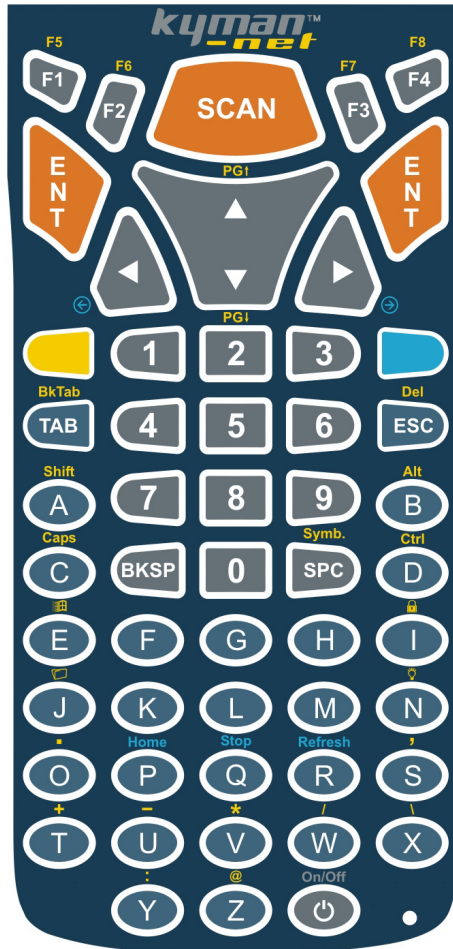 kyman™
-net
F5 F8
F1 F4
F6 F7
F2 SCAN F3
E
N
T
E
N
T
PG↑
PG↓
1 2 3
BkTab Del
TAB 4 5 6 ESC
Shift Alt
A 7 8 9 B
Caps Symb. Ctrl
C BKSP 0 SPC D
E F G H I
J K L M N
. Home Stop Refresh ,
O P Q R S
+ - * / \
T U V W X
: @ On/Off
Y Z